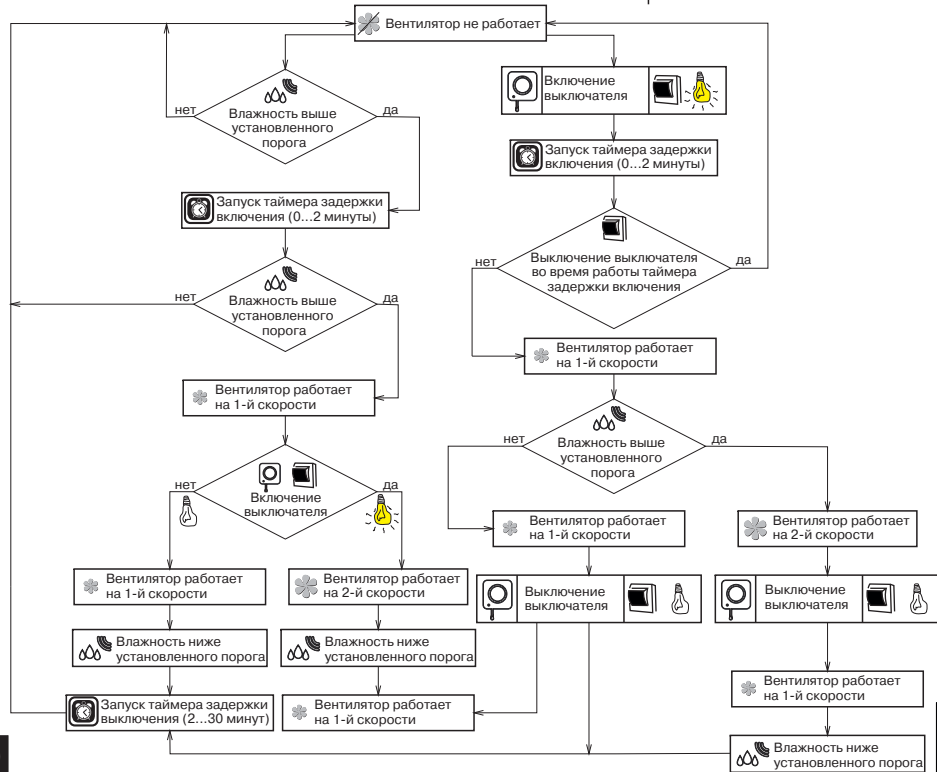 Вентилятор не работает
Влажность выше
установленного
порога
нет
да
Запуск таймера задержки
включения (0...2 минуты)
Влажность выше
установленного
порога
нет
да
Вентилятор работает
на 1-й скорости
Включение
выключателя
нет
да
Вентилятор работает
на 1-й скорости
Вентилятор работает
на 2-й скорости
Влажность ниже
установленного порога
Влажность ниже
установленного порога
Запуск таймера задержки
выключения (2...30 минут)
Вентилятор работает
на 1-й скорости
Включение
выключателя
Запуск таймера задержки
включения (0...2 минуты)
Выключение выключателя
во время работы таймера
задержки включения
нет
да
Вентилятор работает
на 1-й скорости
Влажность выше
установленного
порога
нет
да
Вентилятор работает
на 1-й скорости
Вентилятор работает
на 2-й скорости
Выключение
выключателя
Выключение
выключателя
Вентилятор работает
на 1-й скорости
Влажность ниже
установленного порога